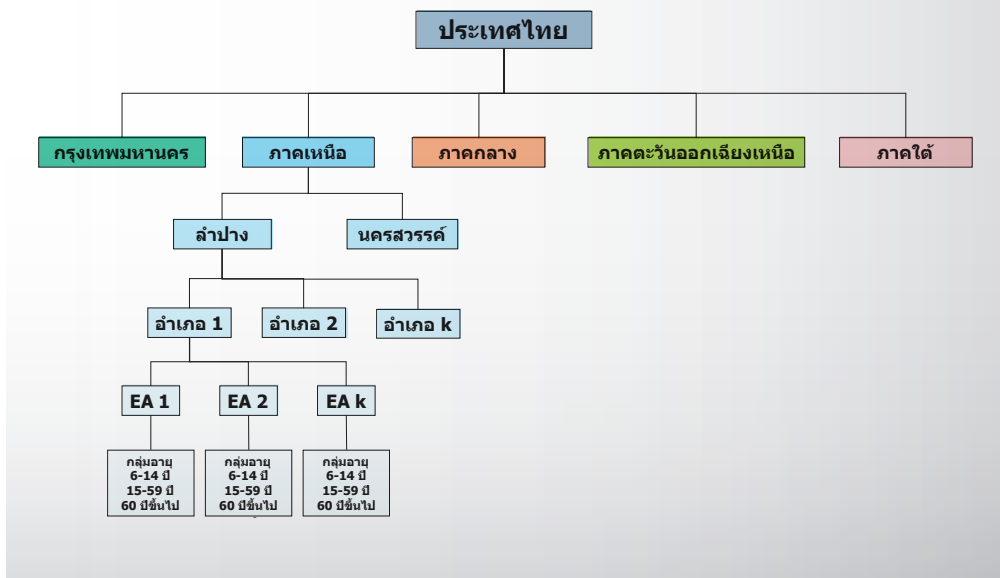 ประเทศไทย
กรุงเทพมหานคร
ภาคเหนือ
ภาคกลาง
ภาคตะวันออกเฉียงเหนือ
ภาคใต้
ลำปาง
นครสวรรค์
อำเภอ 1
อำเภอ 2
อำเภอ k
EA 1
EA 2
EA k
กลุ่มอายุ
6-14 ปี
15-59 ปี
60 ปีขึ้นไป
กลุ่มอายุ
6-14 ปี
15-59 ปี
60 ปีขึ้นไป
กลุ่มอายุ
6-14 ปี
15-59 ปี
60 ปีขึ้นไป